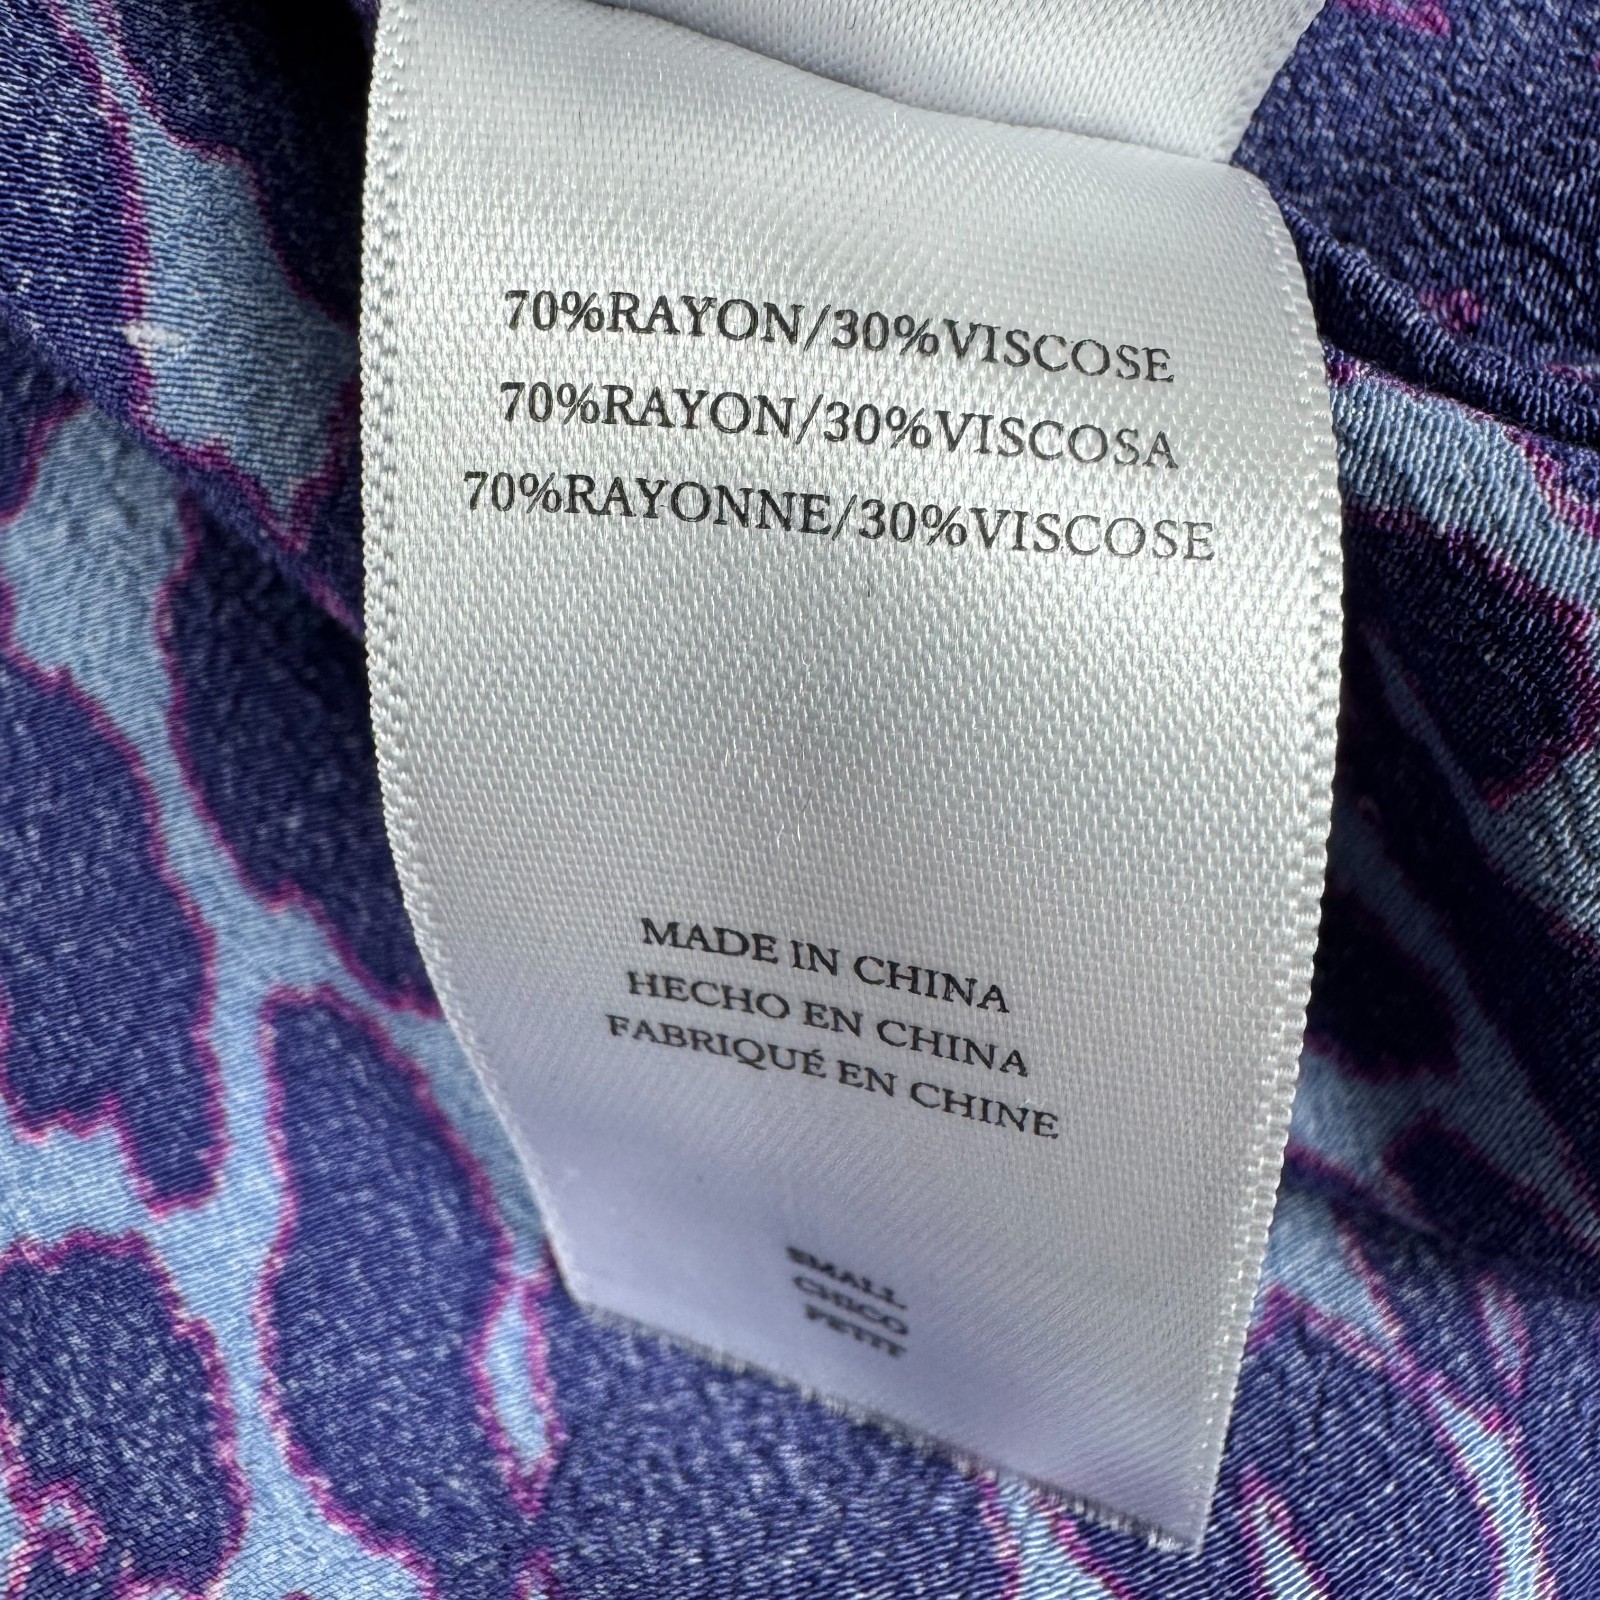 70%RAYON/30%VISCOSE
70%RAYON/30%VISCOSA
70%RAYONNE/30%VISCOSE
MADE IN CHINA
HECHO EN CHINA
FABRIQUÉ EN CHINE
SMALL
CHICO
PETIT